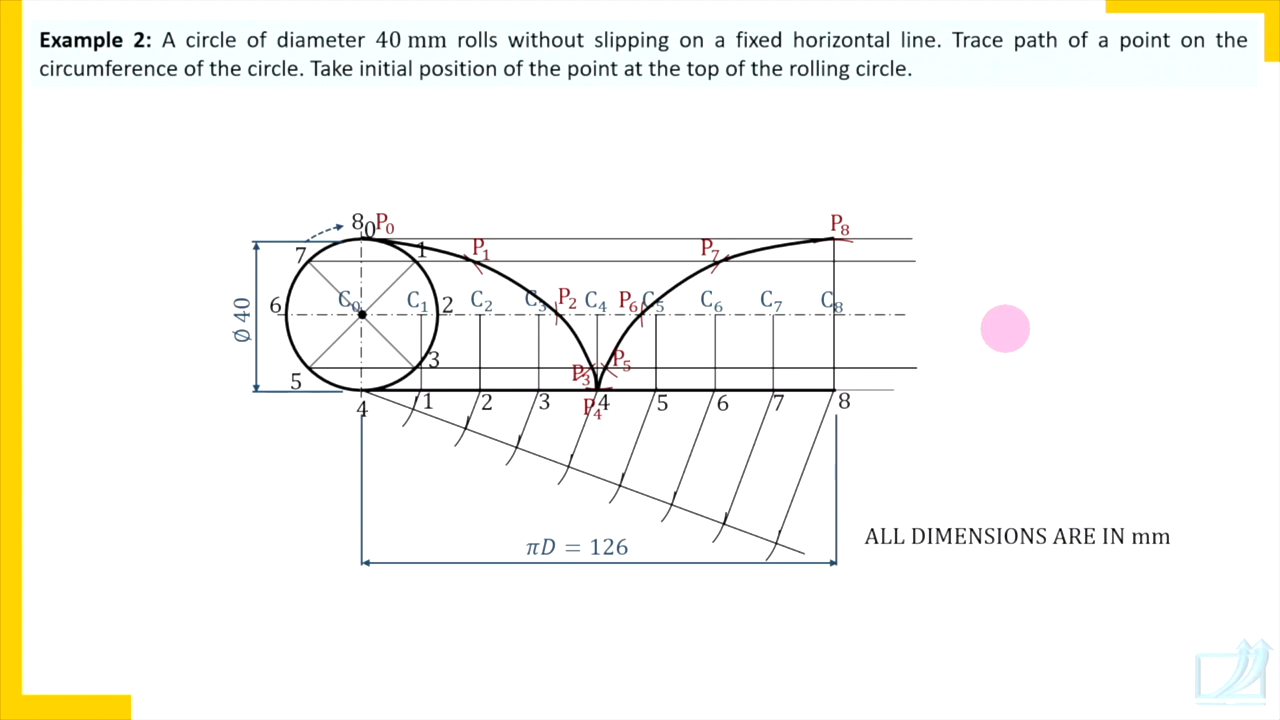 Example 2: A circle of diameter 40 mm rolls without slipping on a fixed horizontal line. Trace path of a point on the
circumference of the circle. Take initial position of the point at the top of the rolling circle.
8 0 P₀ P₈
7 1 P₁ P₇
6 C₀ C₁ 2 C₂ C₃ P₂ C₄ P₆ C₅ C₆ C₇ C₈
Ø 40
5 3 P₃ P₅
4 1 2 3 P₄ 4 5 6 7 8
πD = 126
ALL DIMENSIONS ARE IN mm